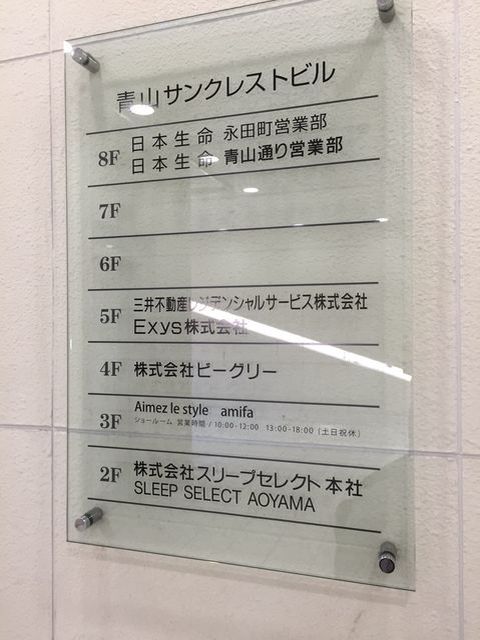 青山サンクレストビル
8F 日本生命 永田町営業部
日本生命 青山通り営業部
7F
6F
5F 三井不動産レジデンシャルサービス株式会社
Exys株式会社
4F 株式会社ビーグリー
3F Aimez le style amifa
ショールーム 営業時間 / 10:00-12:00 13:00-18:00 (土日祝休)
2F 株式会社スリープセレクト本社
SLEEP SELECT AOYAMA